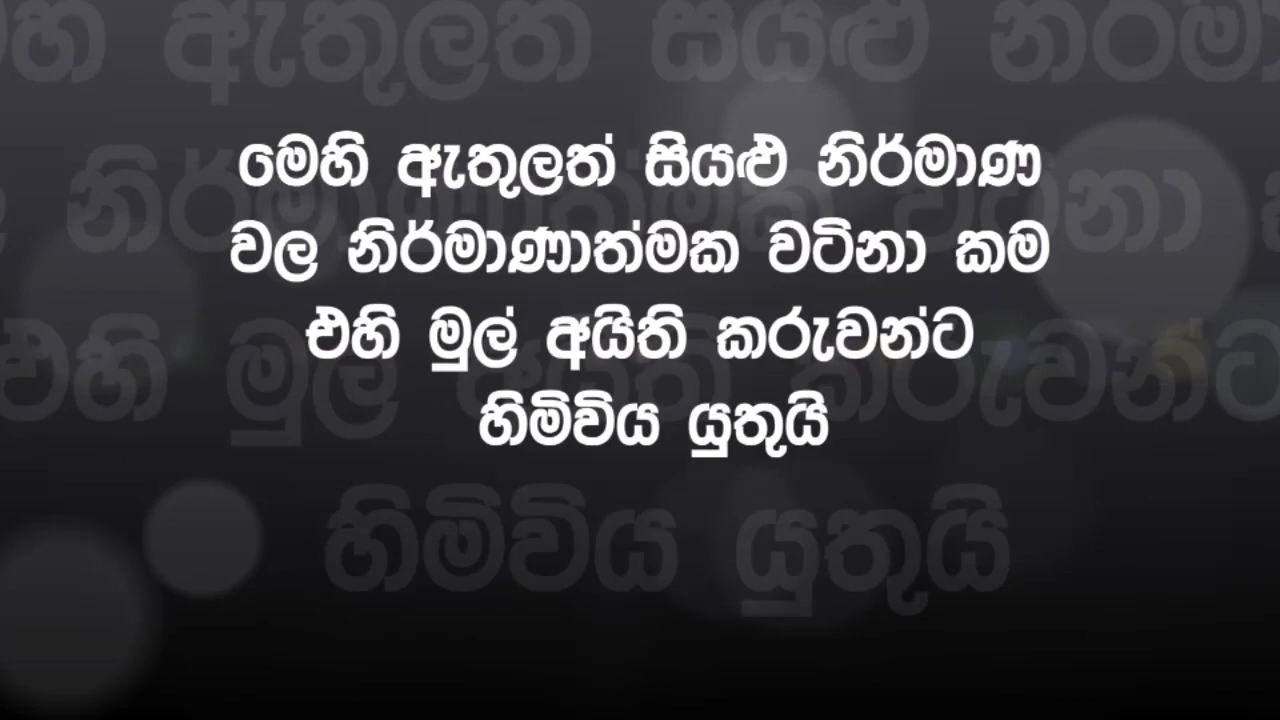 මෙහි ඇතුලත් සියළු නිර්මාණ
වල නිර්මාණාත්මක වටිනා කම
එහි මුල් අයිති කරුවන්ට
හිමිවිය යුතුයි